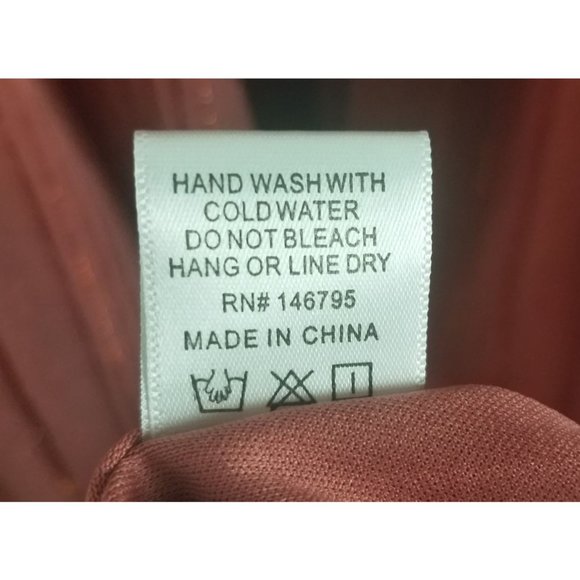 HAND WASH WITH
COLD WATER
DO NOT BLEACH
HANG OR LINE DRY
RN# 146795
MADE IN CHINA